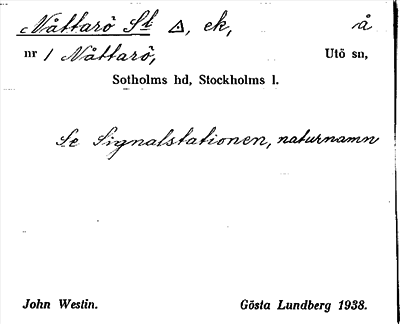 Nåttarö St △, ek, å
nr 1 Nåttarö, Utö sn,
Sotholms hd, Stockholms l.
Se Signalstationen, naturnamn
John Westin. Gösta Lundberg 1938.